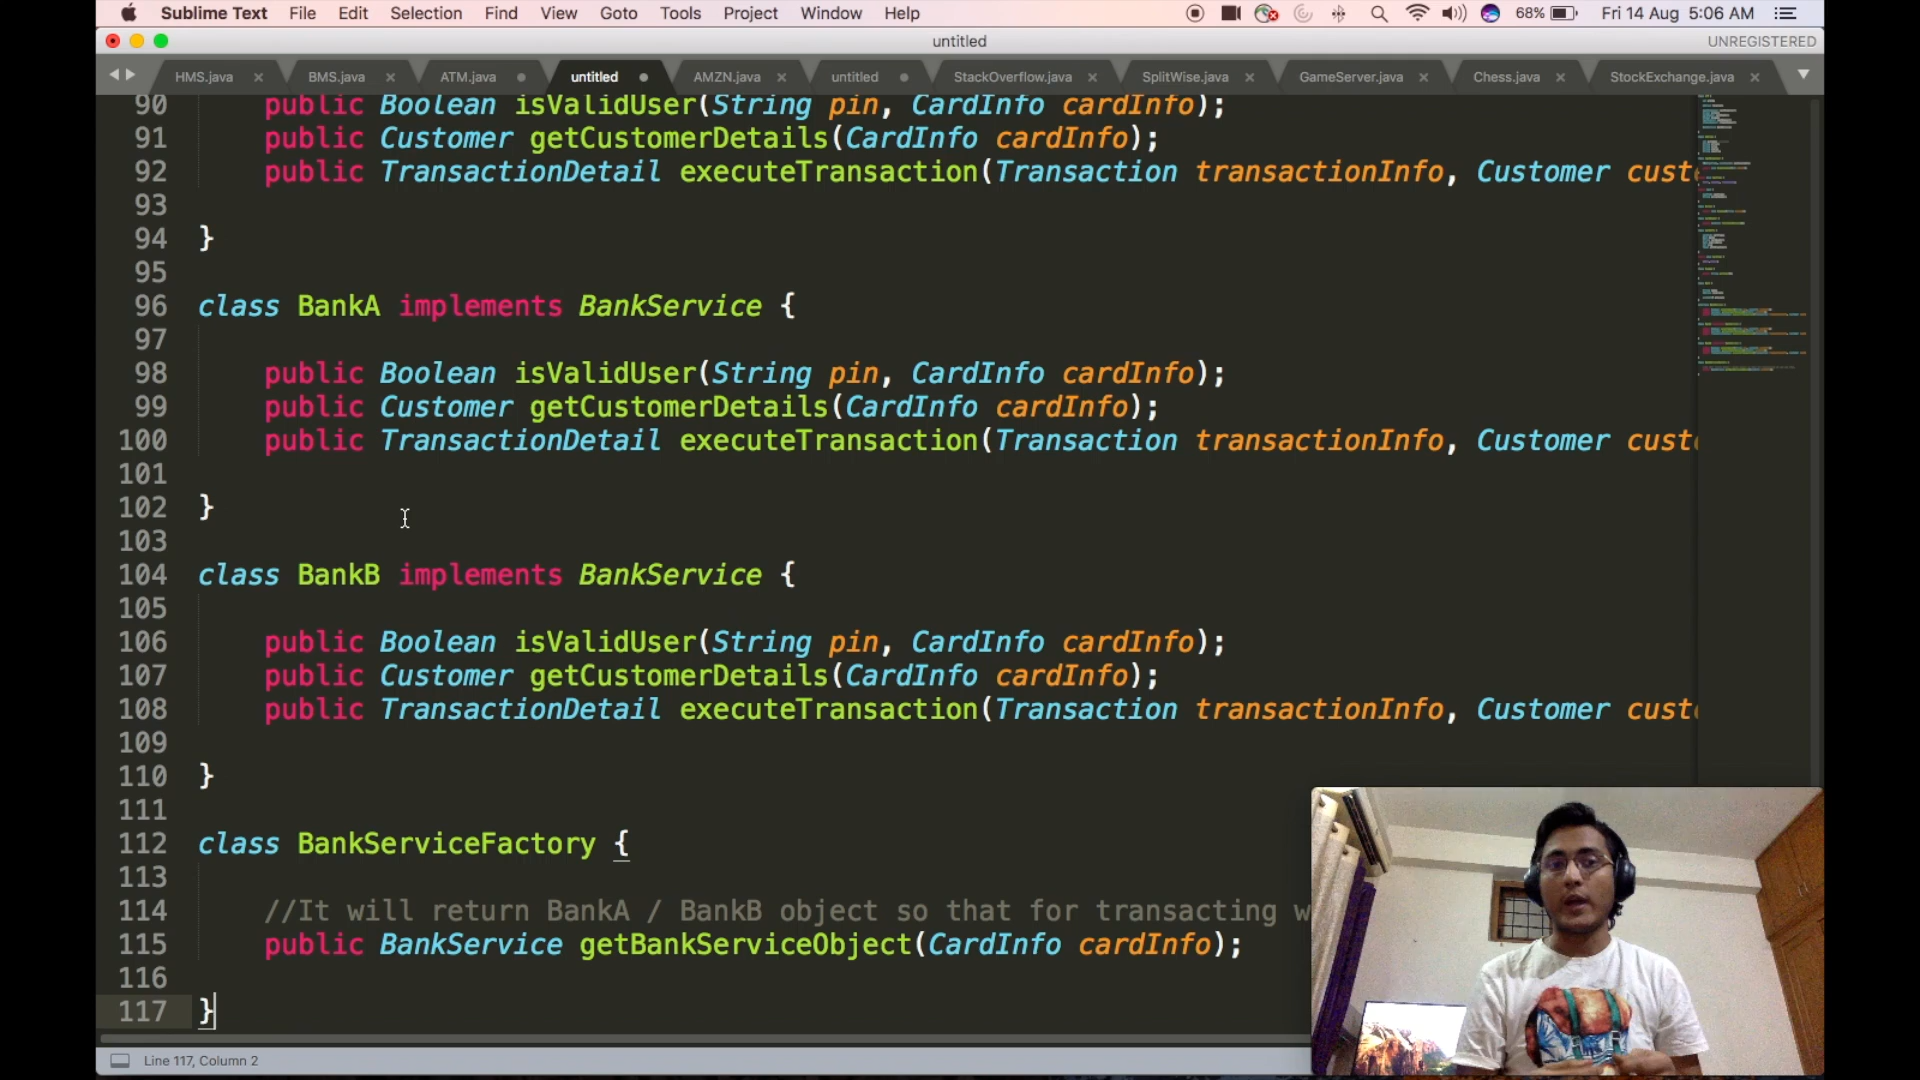 Sublime Text File Edit Selection Find View Goto Tools Project Window Help 68% Fri 14 Aug 5:06 AM
untitled UNREGISTERED
HMS.java BMS.java ATM.java untitled AMZN.java untitled StackOverflow.java SplitWise.java GameServer.java Chess.java StockExchange.java
90 public Boolean isValidUser(String pin, CardInfo cardInfo);
91 public Customer getCustomerDetails(CardInfo cardInfo);
92 public TransactionDetail executeTransaction(Transaction transactionInfo, Customer
93
94 }
95
96 class BankA implements BankService {
97
98 public Boolean isValidUser(String pin, CardInfo cardInfo);
99 public Customer getCustomerDetails(CardInfo cardInfo);
100 public TransactionDetail executeTransaction(Transaction transactionInfo, Customer
101
102 }
103
104 class BankB implements BankService {
105
106 public Boolean isValidUser(String pin, CardInfo cardInfo);
107 public Customer getCustomerDetails(CardInfo cardInfo);
108 public TransactionDetail executeTransaction(Transaction transactionInfo, Customer
109
110 }
111
112 class BankServiceFactory {
113
114 //It will return BankA / BankB object so that for transacting
115 public BankService getBankServiceObject(CardInfo cardInfo);
116
117 }
Line 117, Column 2